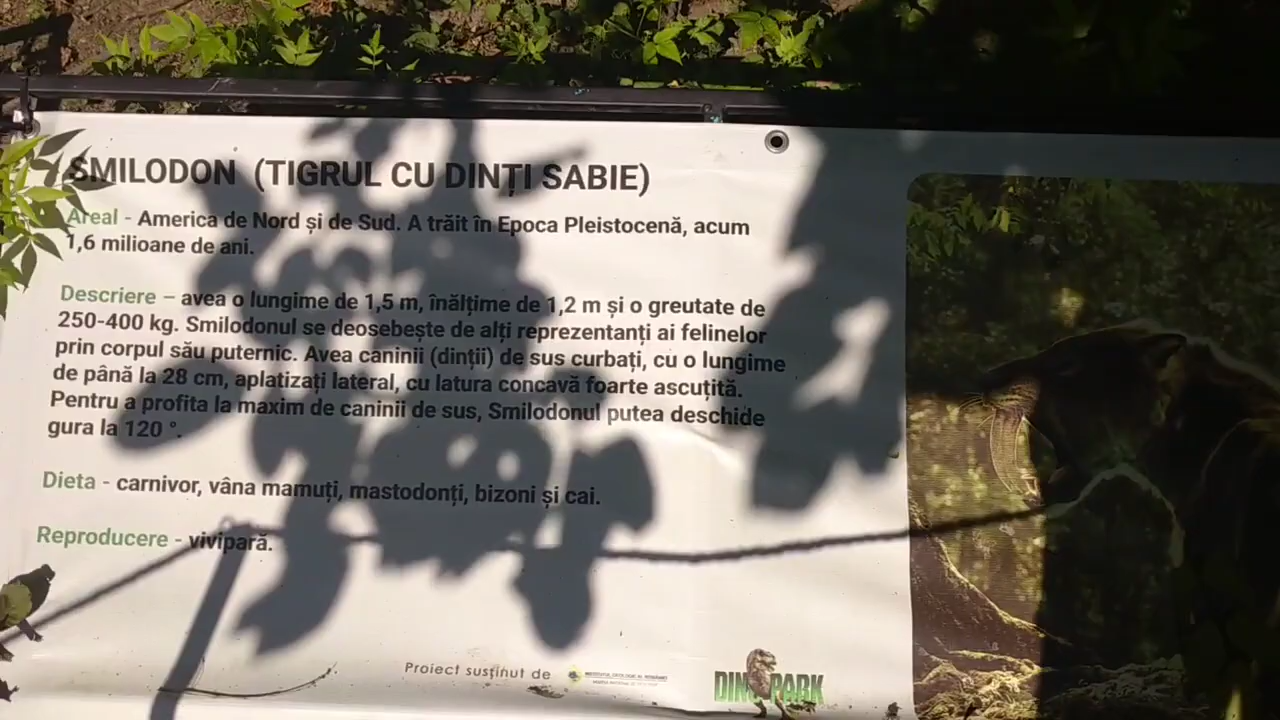 SMILODON (TIGRUL CU DINȚI SABIE)
Areal - America de Nord și de Sud. A trăit în Epoca Pleistocenă, acum
1,6 milioane de ani.
Descriere – avea o lungime de 1,5 m, înălțime de 1,2 m și o greutate de
250-400 kg. Smilodonul se deosebește de alți reprezentanți ai felinelor
prin corpul său puternic. Avea caninii (dinții) de sus curbați, cu o lungime
de până la 28 cm, aplatizați lateral, cu latura concavă foarte ascuțită.
Pentru a profita la maxim de caninii de sus, Smilodonul putea deschide
gura la 120 °.
Dieta - carnivor, vâna mamuți, mastodonți, bizoni și cai.
Reproducere - vivipară.
Proiect susținut de
INSTITUTUL GEOLOGIC AL ROMÂNIEI
DINO PARK